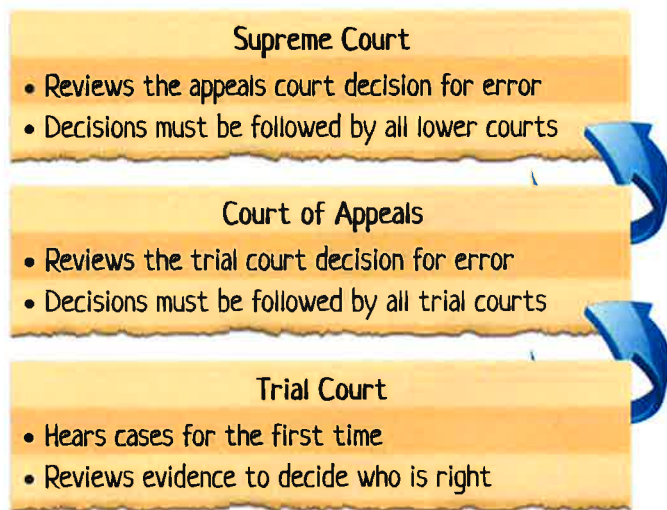 Supreme Court
• Reviews the appeals court decision for error
• Decisions must be followed by all lower courts
Court of Appeals
• Reviews the trial court decision for error
• Decisions must be followed by all trial courts
Trial Court
• Hears cases for the first time
• Reviews evidence to decide who is right